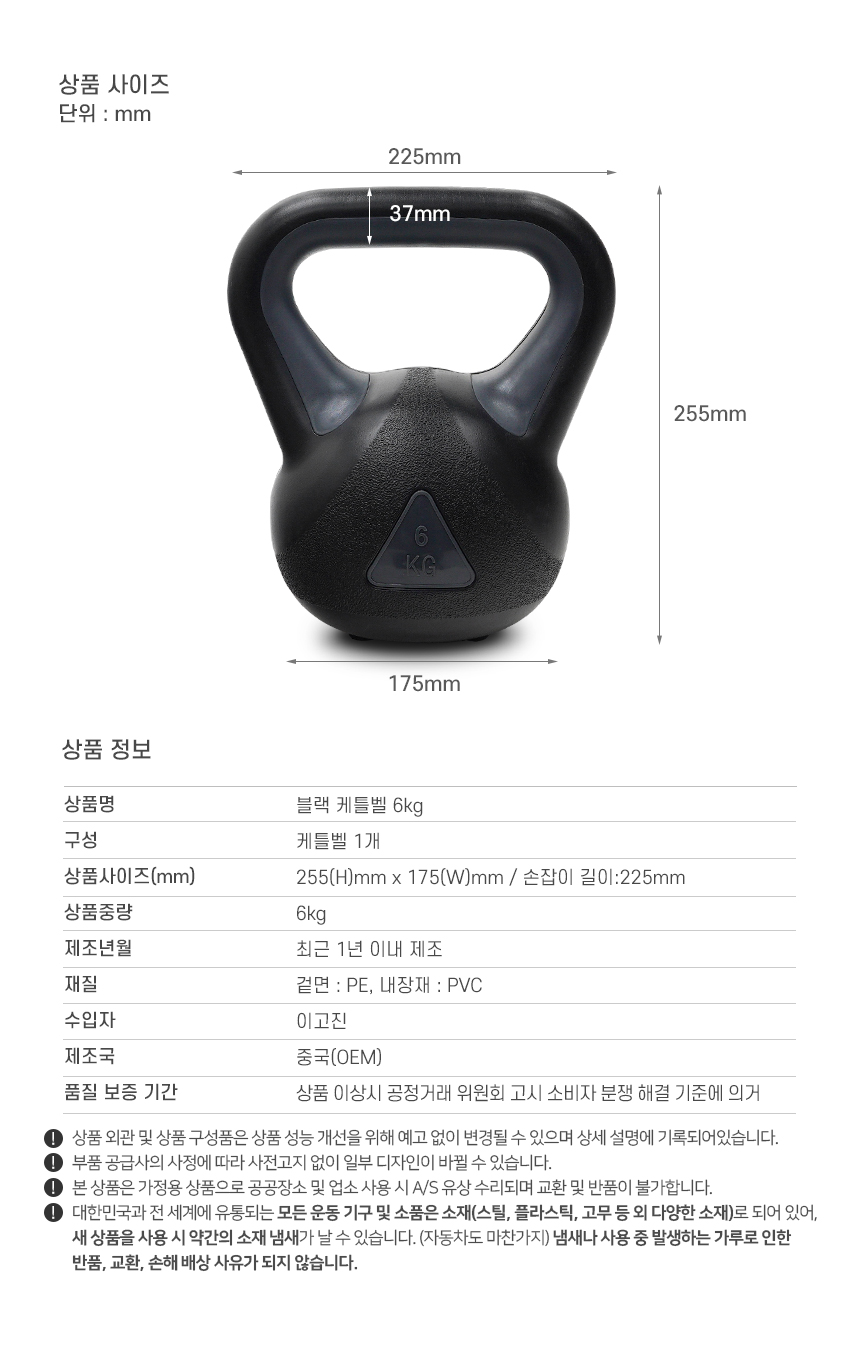 상품 사이즈
단위 : mm
225mm
37mm
255mm
6
KG
175mm
상품 정보
상품명 블랙 케틀벨 6kg
구성 케틀벨 1개
상품사이즈(mm) 255(H)mm x 175(W)mm / 손잡이 길이:225mm
상품중량 6kg
제조년월 최근 1년 이내 제조
재질 겉면 : PE, 내장재 : PVC
수입자 이고진
제조국 중국(OEM)
품질 보증 기간 상품 이상시 공정거래 위원회 고시 소비자 분쟁 해결 기준에 의거
! 상품 외관 및 상품 구성품은 상품 성능 개선을 위해 예고 없이 변경될 수 있으며 상세 설명에 기록되어있습니다.
! 부품 공급사의 사정에 따라 사전고지 없이 일부 디자인이 바뀔 수 있습니다.
! 본 상품은 가정용 상품으로 공공장소 및 업소 사용 시 A/S 유상 수리되며 교환 및 반품이 불가합니다.
! 대한민국과 전 세계에 유통되는 모든 운동 기구 및 소품은 소재(스틸, 플라스틱, 고무 등 외 다양한 소재)로 되어 있어,
새 상품을 사용 시 약간의 소재 냄새가 날 수 있습니다. (자동차도 마찬가지) 냄새나 사용 중 발생하는 가루로 인한
반품, 교환, 손해 배상 사유가 되지 않습니다.